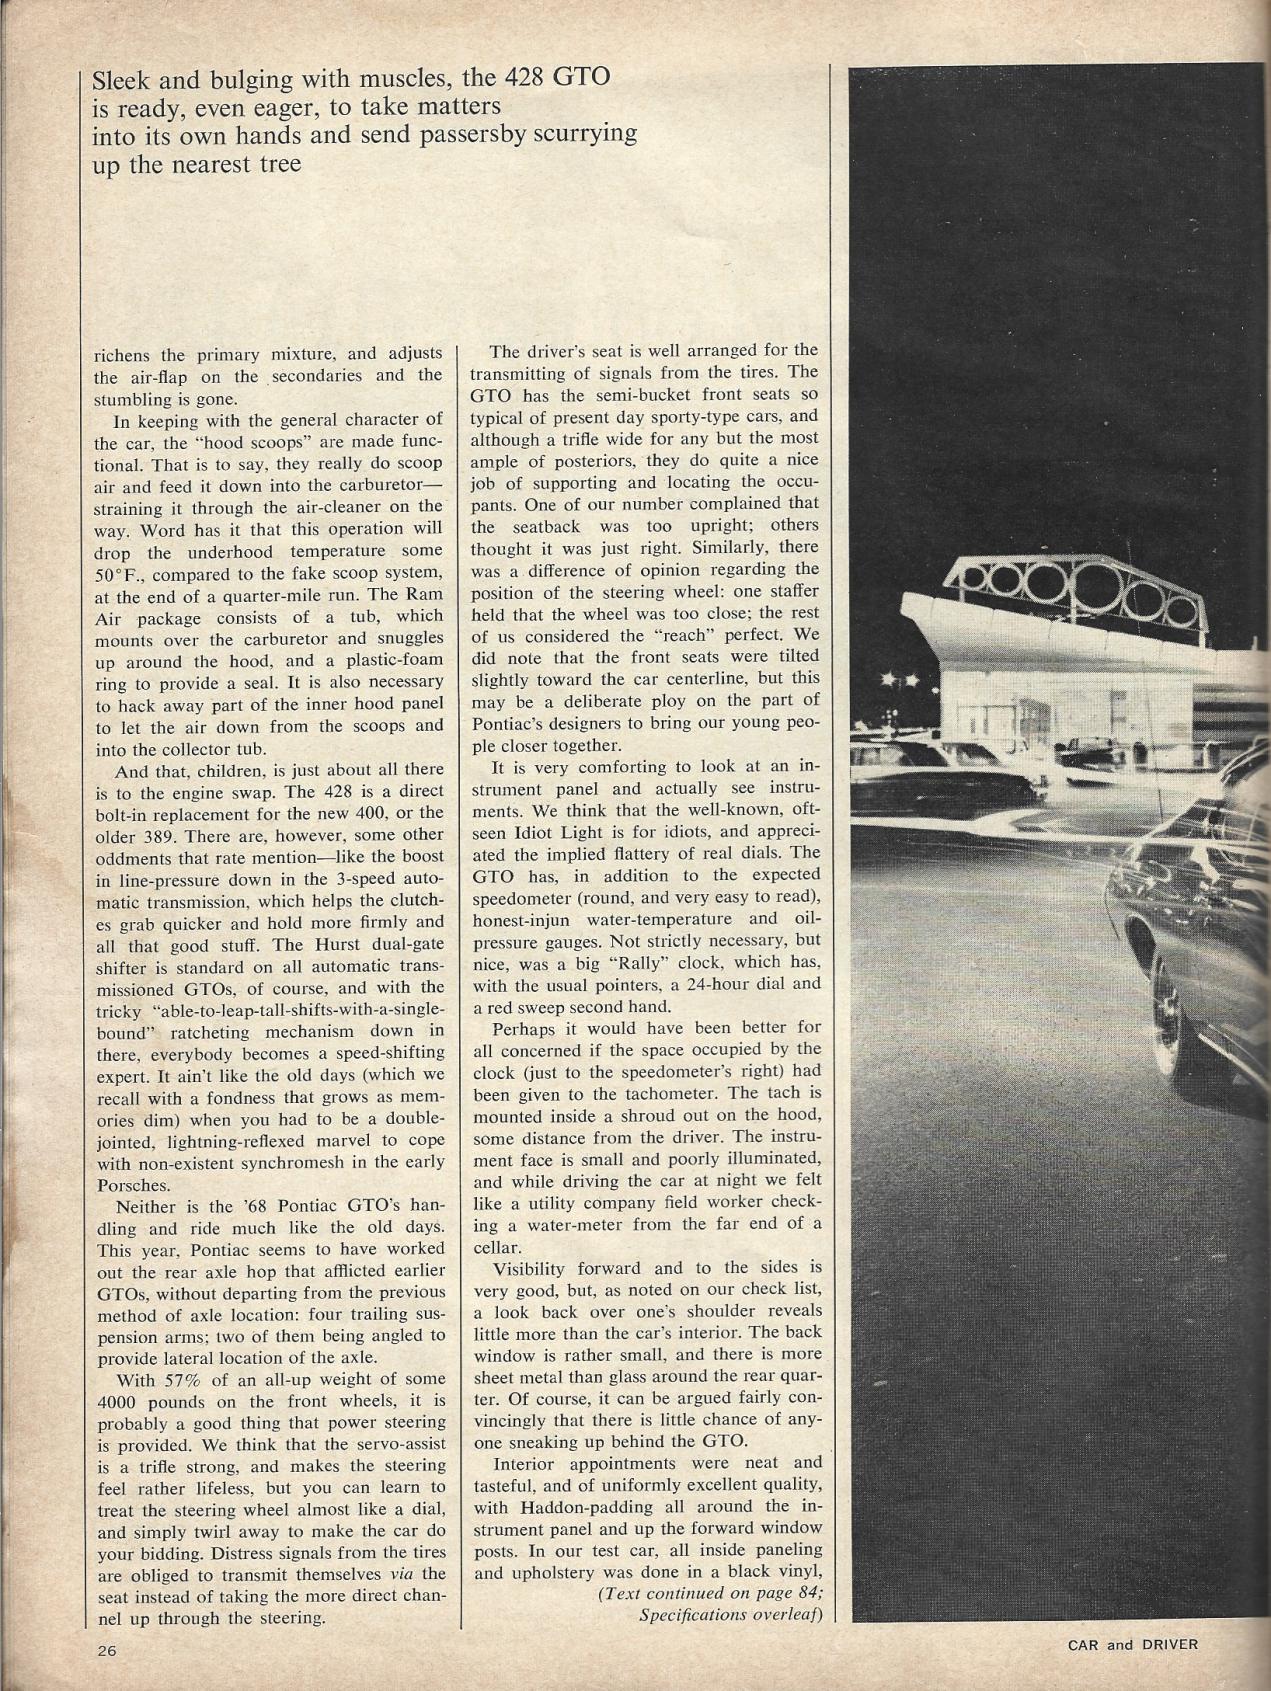 Sleek and bulging with muscles, the 428 GTO
is ready, even eager, to take matters
into its own hands and send passersby scurrying
up the nearest tree
richens the primary mixture, and adjusts
the air-flap on the secondaries and the
stumbling is gone.
In keeping with the general character of
the car, the “hood scoops” are made func-
tional. That is to say, they really do scoop
air and feed it down into the carburetor—
straining it through the air-cleaner on the
way. Word has it that this operation will
drop the underhood temperature some
50°F., compared to the fake scoop system,
at the end of a quarter-mile run. The Ram
Air package consists of a tub, which
mounts over the carburetor and snuggles
up around the hood, and a plastic-foam
ring to provide a seal. It is also necessary
to hack away part of the inner hood panel
to let the air down from the scoops and
into the collector tub.
And that, children, is just about all there
is to the engine swap. The 428 is a direct
bolt-in replacement for the new 400, or the
older 389. There are, however, some other
oddments that rate mention—like the boost
in line-pressure down in the 3-speed auto-
matic transmission, which helps the clutch-
es grab quicker and hold more firmly and
all that good stuff. The Hurst dual-gate
shifter is standard on all automatic trans-
missioned GTOs, of course, and with the
tricky “able-to-leap-tall-shifts-with-a-single-
bound” ratcheting mechanism down in
there, everybody becomes a speed-shifting
expert. It ain't like the old days (which we
recall with a fondness that grows as mem-
ories dim) when you had to be a double-
jointed, lightning-reflexed marvel to cope
with non-existent synchromesh in the early
Porsches.
Neither is the '68 Pontiac GTO's han-
dling and ride much like the old days.
This year, Pontiac seems to have worked
out the rear axle hop that afflicted earlier
GTOs, without departing from the previous
method of axle location: four trailing sus-
pension arms; two of them being angled to
provide lateral location of the axle.
With 57% of an all-up weight of some
4000 pounds on the front wheels, it is
probably a good thing that power steering
is provided. We think that the servo-assist
is a trifle strong, and makes the steering
feel rather lifeless, but you can learn to
treat the steering wheel almost like a dial,
and simply twirl away to make the car do
your bidding. Distress signals from the tires
are obliged to transmit themselves via the
seat instead of taking the more direct chan-
nel up through the steering.
The driver's seat is well arranged for the
transmitting of signals from the tires. The
GTO has the semi-bucket front seats so
typical of present day sporty-type cars, and
although a trifle wide for any but the most
ample of posteriors, they do quite a nice
job of supporting and locating the occu-
pants. One of our number complained that
the seatback was too upright; others
thought it was just right. Similarly, there
was a difference of opinion regarding the
position of the steering wheel: one staffer
held that the wheel was too close; the rest
of us considered the “reach” perfect. We
did note that the front seats were tilted
slightly toward the car centerline, but this
may be a deliberate ploy on the part of
Pontiac's designers to bring our young peo-
ple closer together.
It is very comforting to look at an in-
strument panel and actually see instru-
ments. We think that the well-known, oft-
seen Idiot Light is for idiots, and appreci-
ated the implied flattery of real dials. The
GTO has, in addition to the expected
speedometer (round, and very easy to read),
honest-injun water-temperature and oil-
pressure gauges. Not strictly necessary, but
nice, was a big “Rally” clock, which has,
with the usual pointers, a 24-hour dial and
a red sweep second hand.
Perhaps it would have been better for
all concerned if the space occupied by the
clock (just to the speedometer's right) had
been given to the tachometer. The tach is
mounted inside a shroud out on the hood,
some distance from the driver. The instru-
ment face is small and poorly illuminated,
and while driving the car at night we felt
like a utility company field worker check-
ing a water-meter from the far end of a
cellar.
Visibility forward and to the sides is
very good, but, as noted on our check list,
a look back over one's shoulder reveals
little more than the car's interior. The back
window is rather small, and there is more
sheet metal than glass around the rear quar-
ter. Of course, it can be argued fairly con-
vincingly that there is little chance of any-
one sneaking up behind the GTO.
Interior appointments were neat and
tasteful, and of uniformly excellent quality,
with Haddon-padding all around the in-
strument panel and up the forward window
posts. In our test car, all inside paneling
and upholstery was done in a black vinyl,
(Text continued on page 84;
Specifications overleaf)
26
CAR and DRIVER